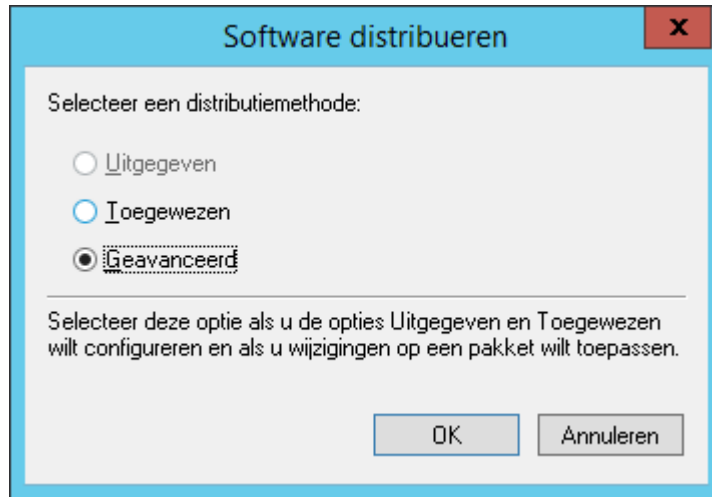 Software distribueren
x
Selecteer een distributiemethode:
Uitgegeven
Toegewezen
Geavanceerd
Selecteer deze optie als u de opties Uitgegeven en Toegewezen
wilt configureren en als u wijzigingen op een pakket wilt toepassen.
OK
Annuleren